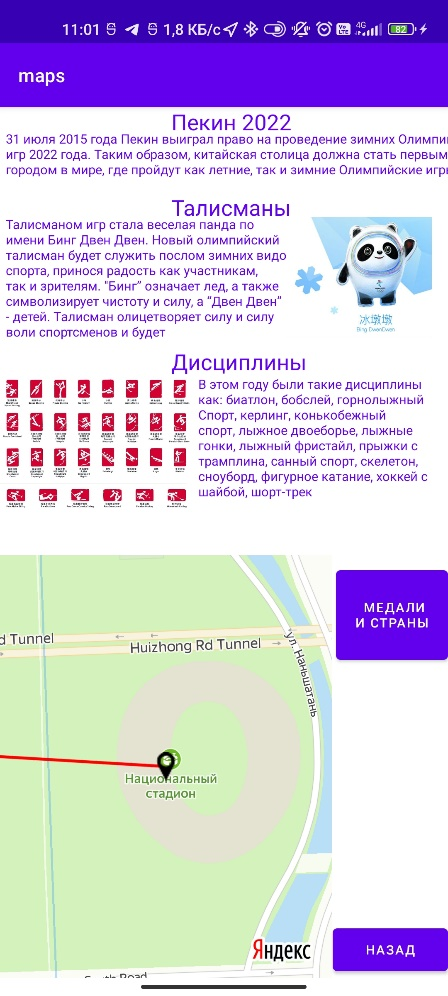 11:01 1,8 КБ/с 4G 82
maps
Пекин 2022
31 июля 2015 года Пекин выиграл право на проведение зимних Олимпи
игр 2022 года. Таким образом, китайская столица должна стать первым
городом в мире, где пройдут как летние, так и зимние Олимпийские игр
Талисманы
Талисманом игр стала веселая панда по
имени Бинг Двен Двен. Новый олимпийский
талисман будет служить послом зимних видо
спорта, принося радость как участникам,
так и зрителям. "Бинг" означает лед, а также
символизирует чистоту и силу, а “Двен Двен”
- детей. Талисман олицетворяет силу и силу
воли спортсменов и будет
冰墩墩
Bing DwenDwen
Дисциплины
В этом году были такие дисциплины
как: биатлон, бобслей, горнолыжный
Спорт, керлинг, конькобежный
спорт, лыжное двоеборье, лыжные
гонки, лыжный фристайл, прыжки с
трамплина, санный спорт, скелетон,
сноуборд, фигурное катание, хоккей с
шайбой, шорт-трек
МЕДАЛИ
И СТРАНЫ
d Tunnel
Huizhong Rd Tunnel
ул. Наньшатань
Национальный
стадион
Яндекс
South Road
НАЗАД